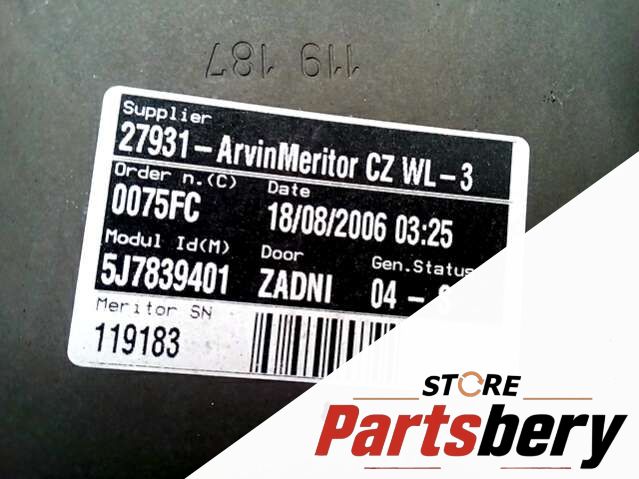 119 187
Supplier
27931-ArvinMeritor CZ WL-3
Order n.(C) Date
0075FC 18/08/2006 03:25
Modul Id(M) Door Gen.Status
5J7839401 ZADNI 04 -
Meritor SN
119183
STORE
Partsbery